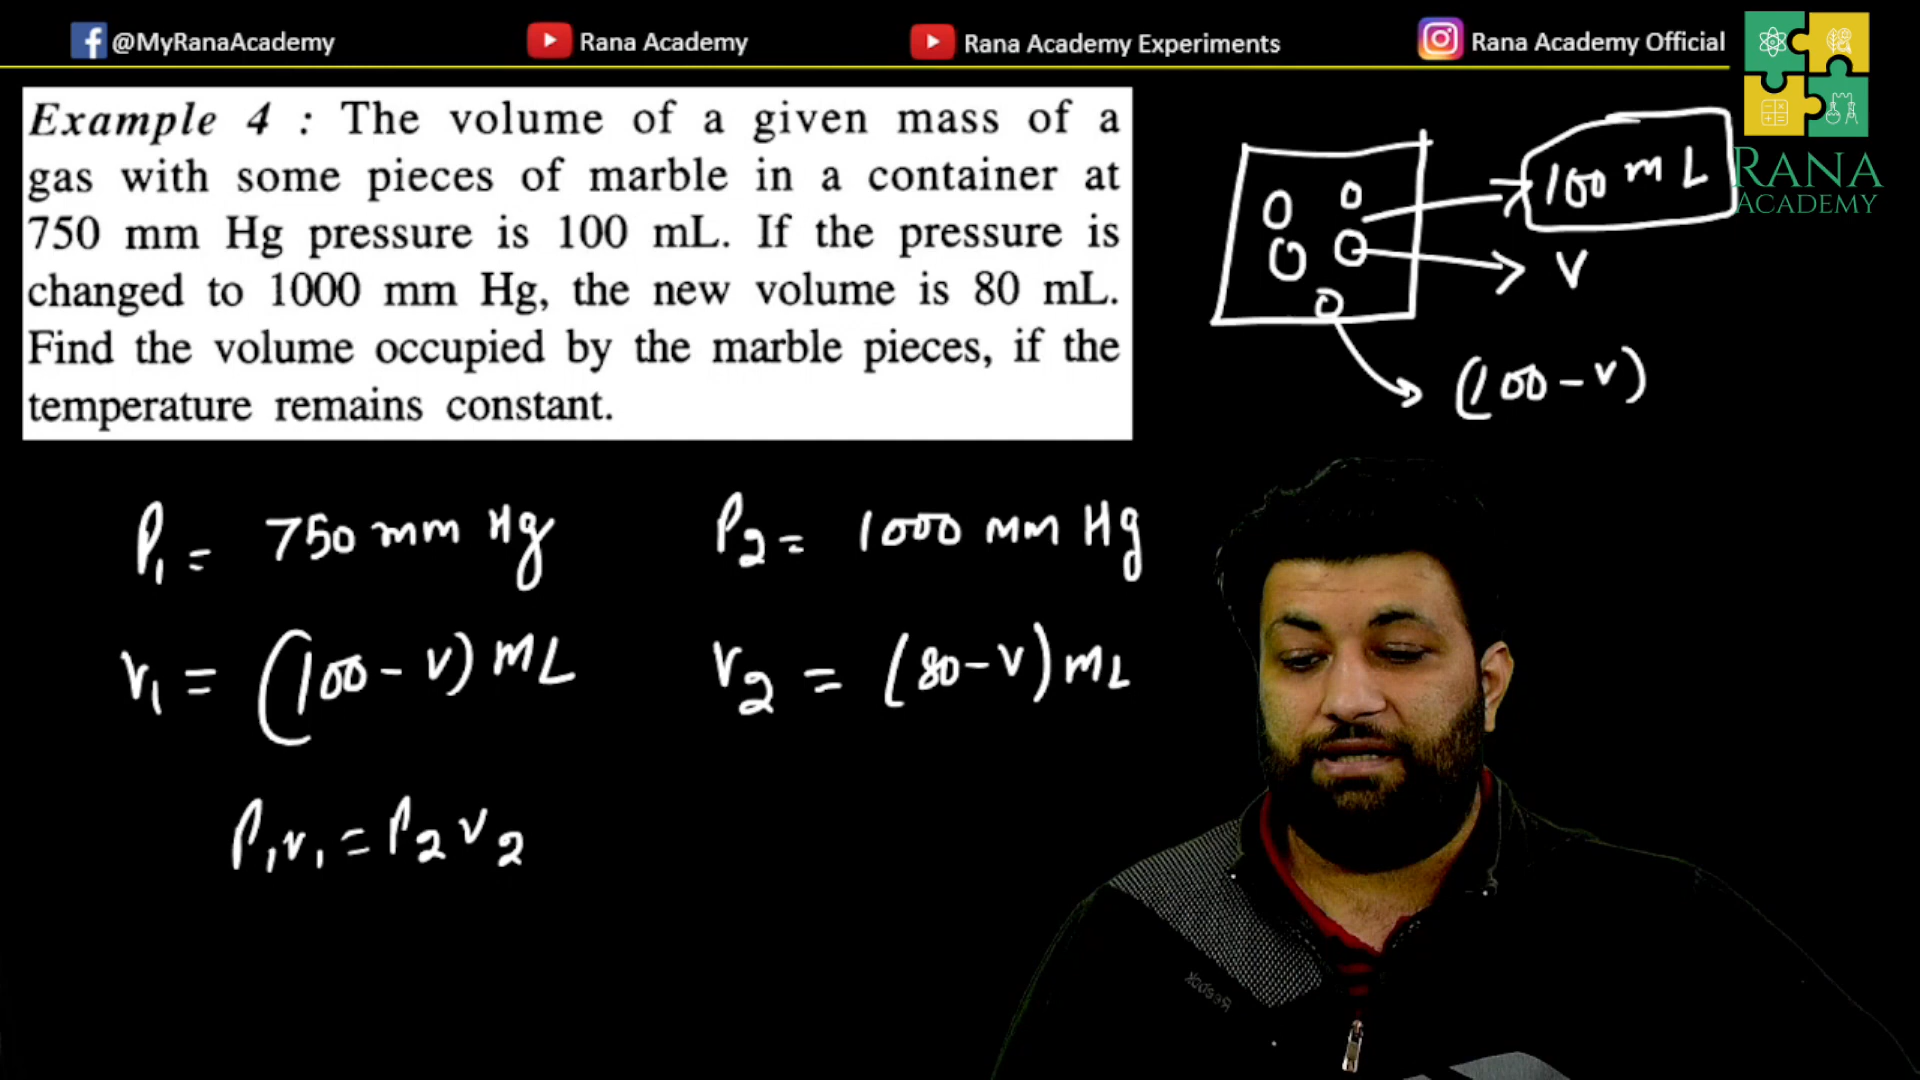 @MyRanaAcademy
Rana Academy
Rana Academy Experiments
Rana Academy Official
RANA
ACADEMY
Example 4 : The volume of a given mass of a
gas with some pieces of marble in a container at
750 mm Hg pressure is 100 mL. If the pressure is
changed to 1000 mm Hg, the new volume is 80 mL.
Find the volume occupied by the marble pieces, if the
temperature remains constant.
100 mL
V
(100-V)
P₁ = 750 mm Hg
P₂ = 1000 mm Hg
V₁ = (100-V) mL
V₂ = (80-V) mL
P₁V₁ = P₂V₂
Reebok